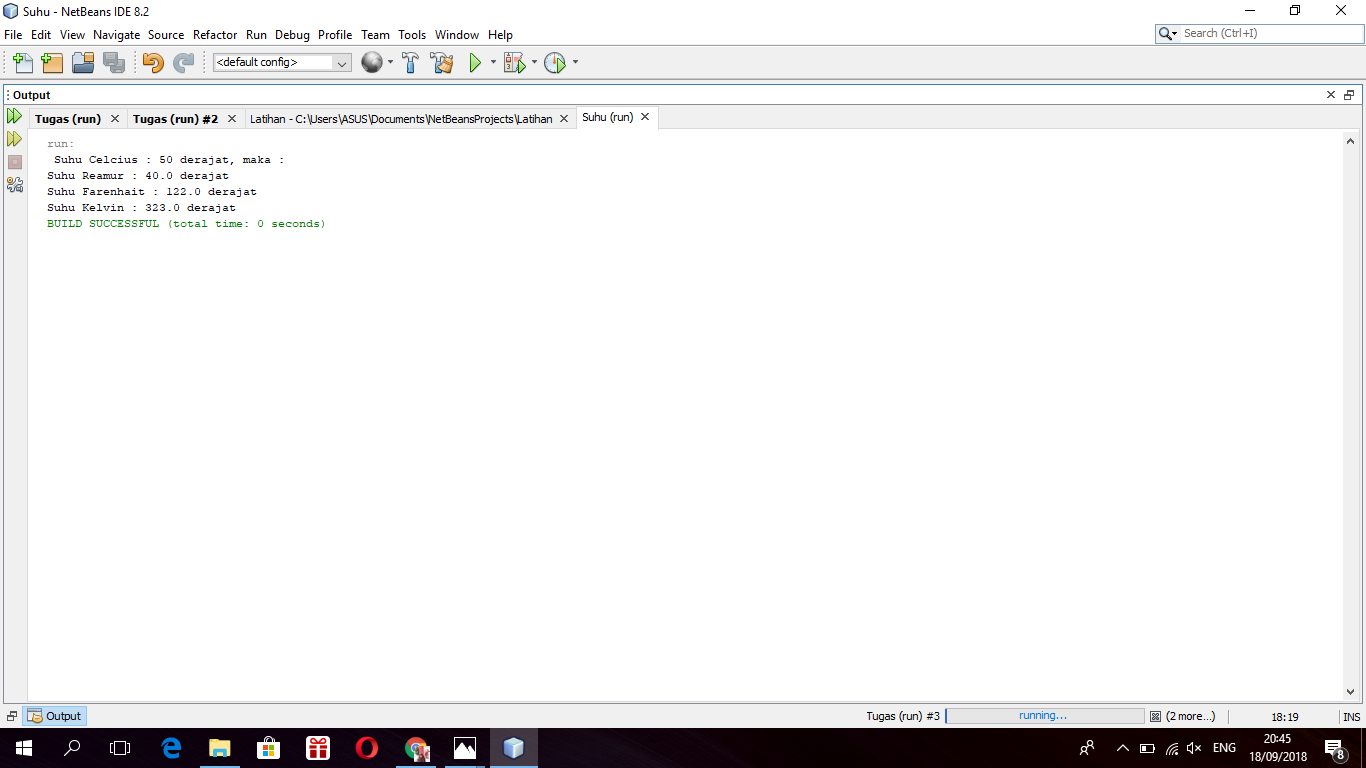 Suhu - NetBeans IDE 8.2
File Edit View Navigate Source Refactor Run Debug Profile Team Tools Window Help
Search (Ctrl+I)
<default config>
Output
Tugas (run) Tugas (run) #2 Latihan - C:\Users\ASUS\Documents\NetBeansProjects\Latihan Suhu (run)
run:
Suhu Celcius : 50 derajat, maka :
Suhu Reamur : 40.0 derajat
Suhu Farenhait : 122.0 derajat
Suhu Kelvin : 323.0 derajat
BUILD SUCCESSFUL (total time: 0 seconds)
Output
Tugas (run) #3 running... (2 more...) 18:19 INS
ENG
20:45
18/09/2018
8